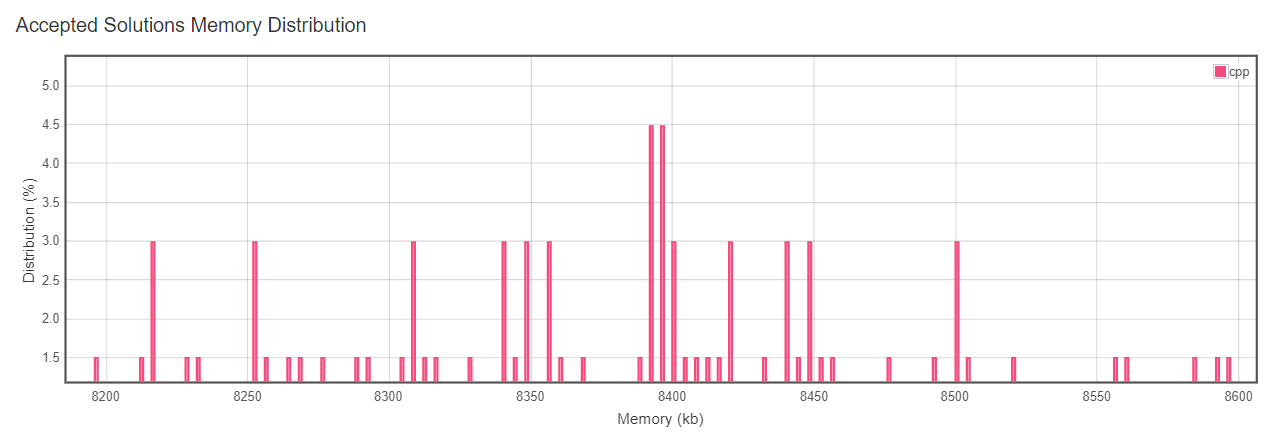 Accepted Solutions Memory Distribution
cpp
5.0
4.5
4.0
3.5
3.0
2.5
2.0
1.5
Distribution (%)
8200 8250 8300 8350 8400 8450 8500 8550 8600
Memory (kb)